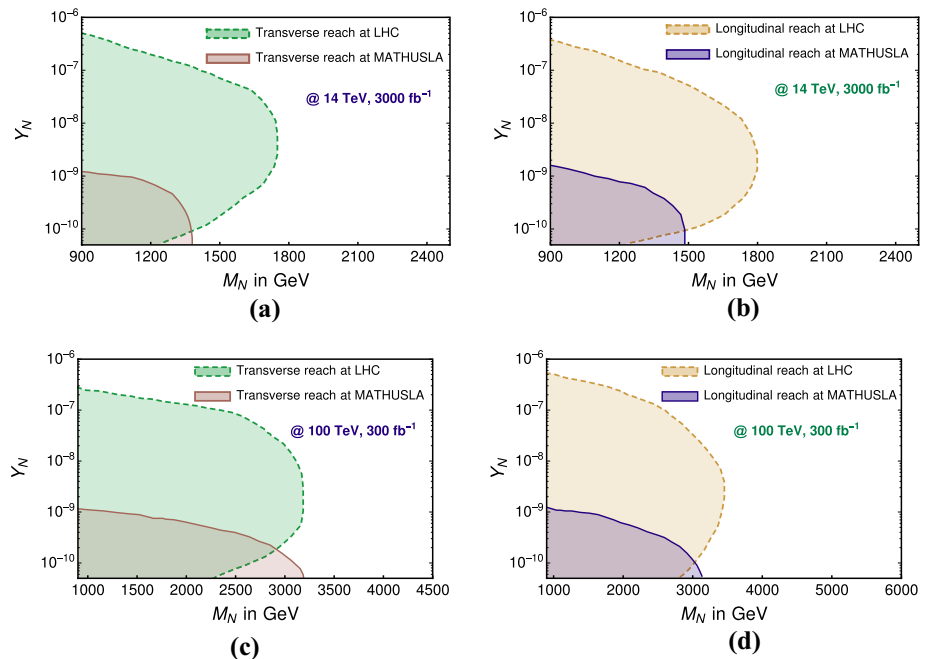 Transverse reach at LHC
Transverse reach at MATHUSLA
@ 14 TeV, 3000 fb⁻¹
Y_N
10⁻⁶
10⁻⁷
10⁻⁸
10⁻⁹
10⁻¹⁰
900 1200 1500 1800 2100 2400
M_N in GeV
(a)
Longitudinal reach at LHC
Longitudinal reach at MATHUSLA
@ 14 TeV, 3000 fb⁻¹
Y_N
10⁻⁶
10⁻⁷
10⁻⁸
10⁻⁹
10⁻¹⁰
900 1200 1500 1800 2100 2400
M_N in GeV
(b)
Transverse reach at LHC
Transverse reach at MATHUSLA
@ 100 TeV, 300 fb⁻¹
Y_N
10⁻⁶
10⁻⁷
10⁻⁸
10⁻⁹
10⁻¹⁰
900 1500 2000 2500 3000 3500 4000 4500
M_N in GeV
(c)
Longitudinal reach at LHC
Longitudinal reach at MATHUSLA
@ 100 TeV, 300 fb⁻¹
Y_N
10⁻⁶
10⁻⁷
10⁻⁸
10⁻⁹
10⁻¹⁰
900 2000 3000 4000 5000 6000
M_N in GeV
(d)